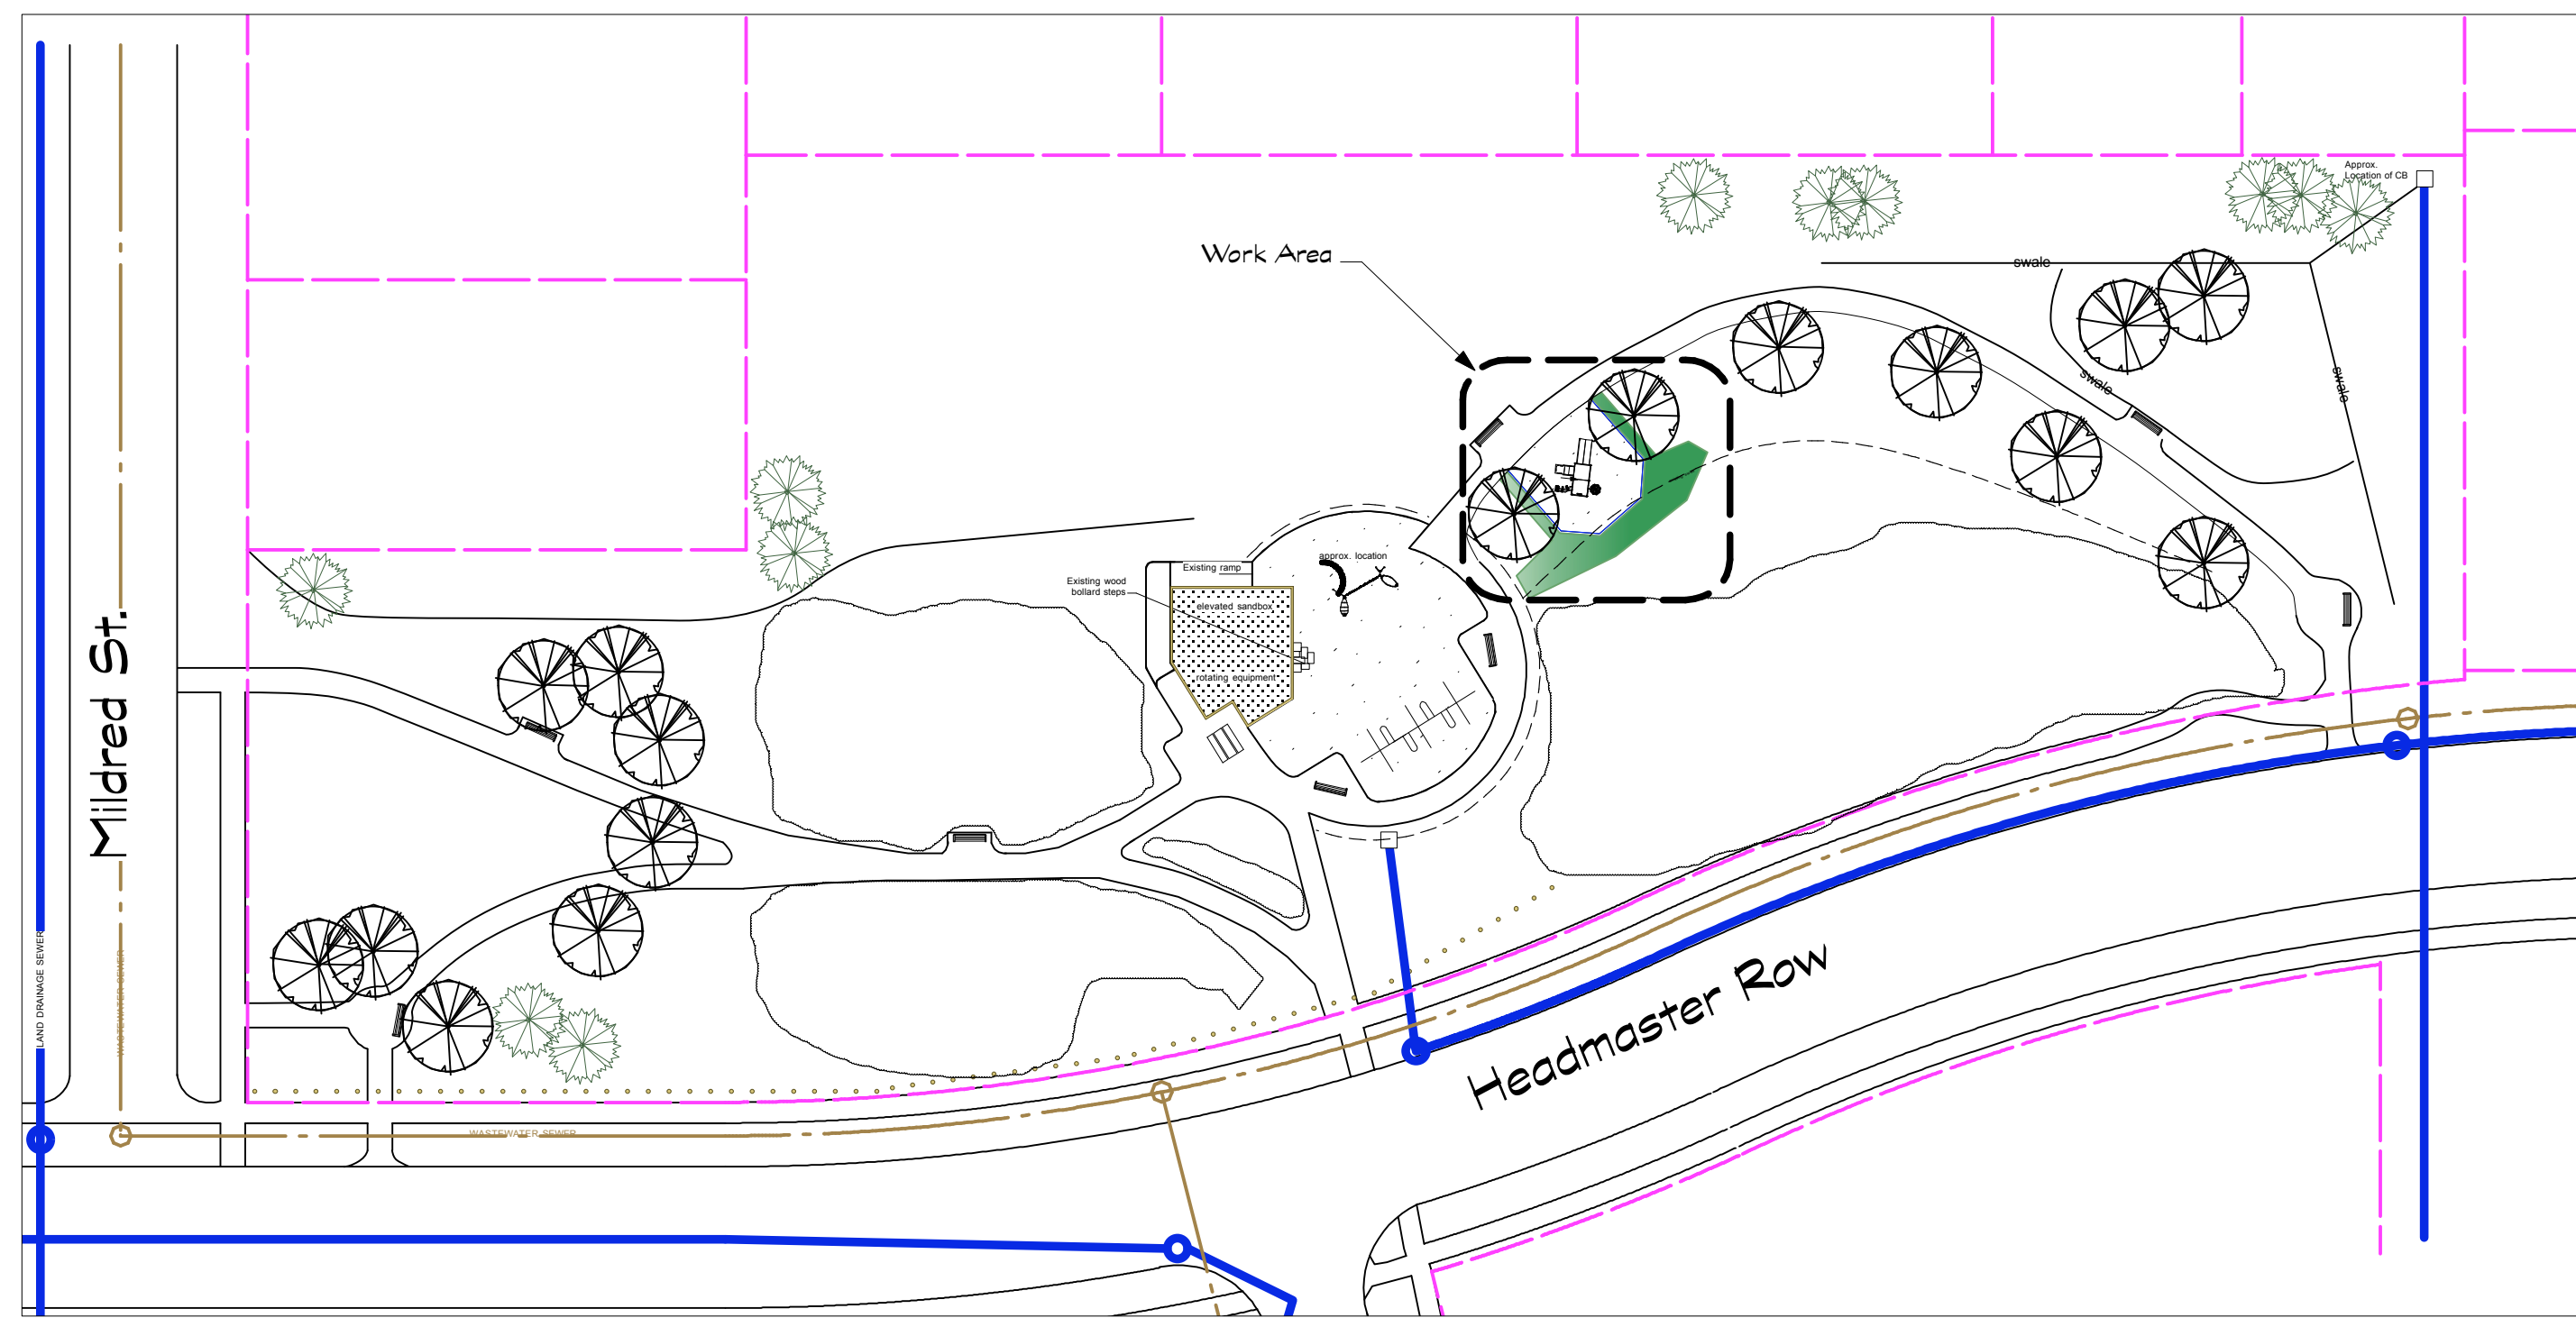 Approx.
Location of CB
Work Area
swale
swale
swale
approx. location
Existing ramp
Existing wood
bollard steps
elevated sandbox
rotating equipment
Mildred St.
LAND DRAINAGE SEWER
WASTEWATER SEWER
Headmaster Row
WASTEWATER SEWER